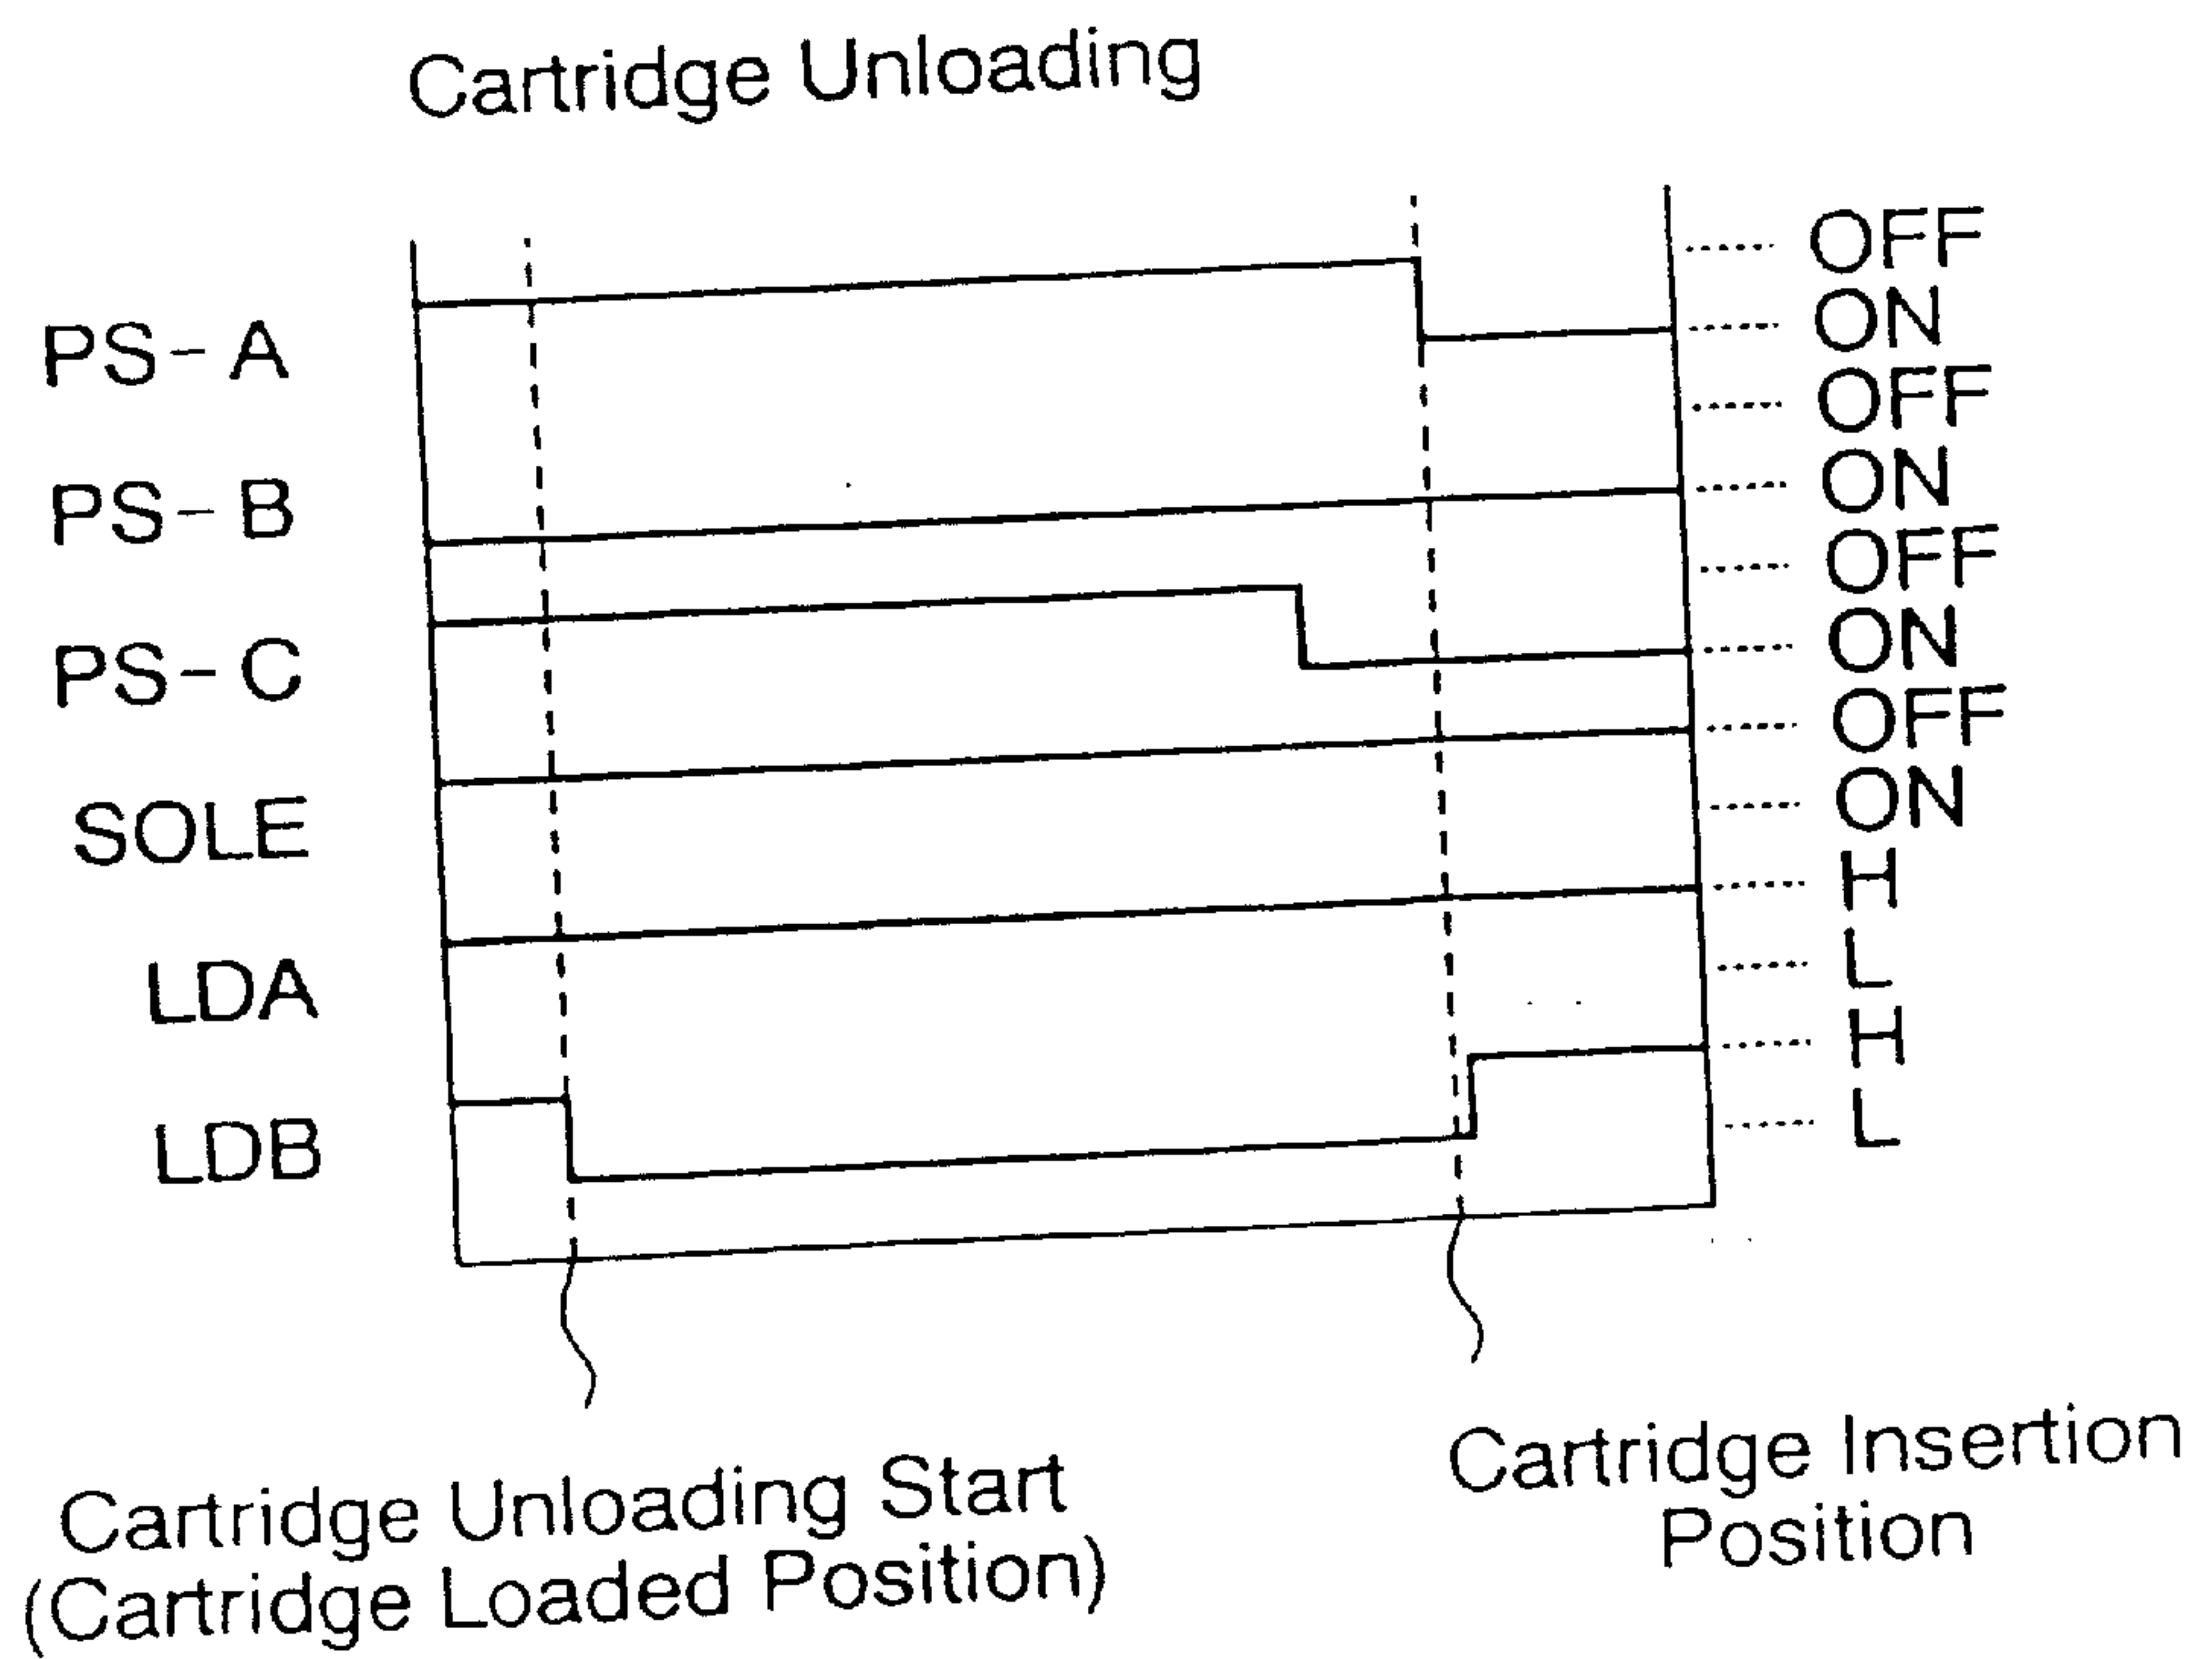 Cartridge Unloading
OFF
PS-A
ON
OFF
PS-B
ON
OFF
PS-C
ON
OFF
SOLE
ON
H
LDA
L
H
LDB
L
Cartridge Unloading Start
(Cartridge Loaded Position)
Cartridge Insertion
Position